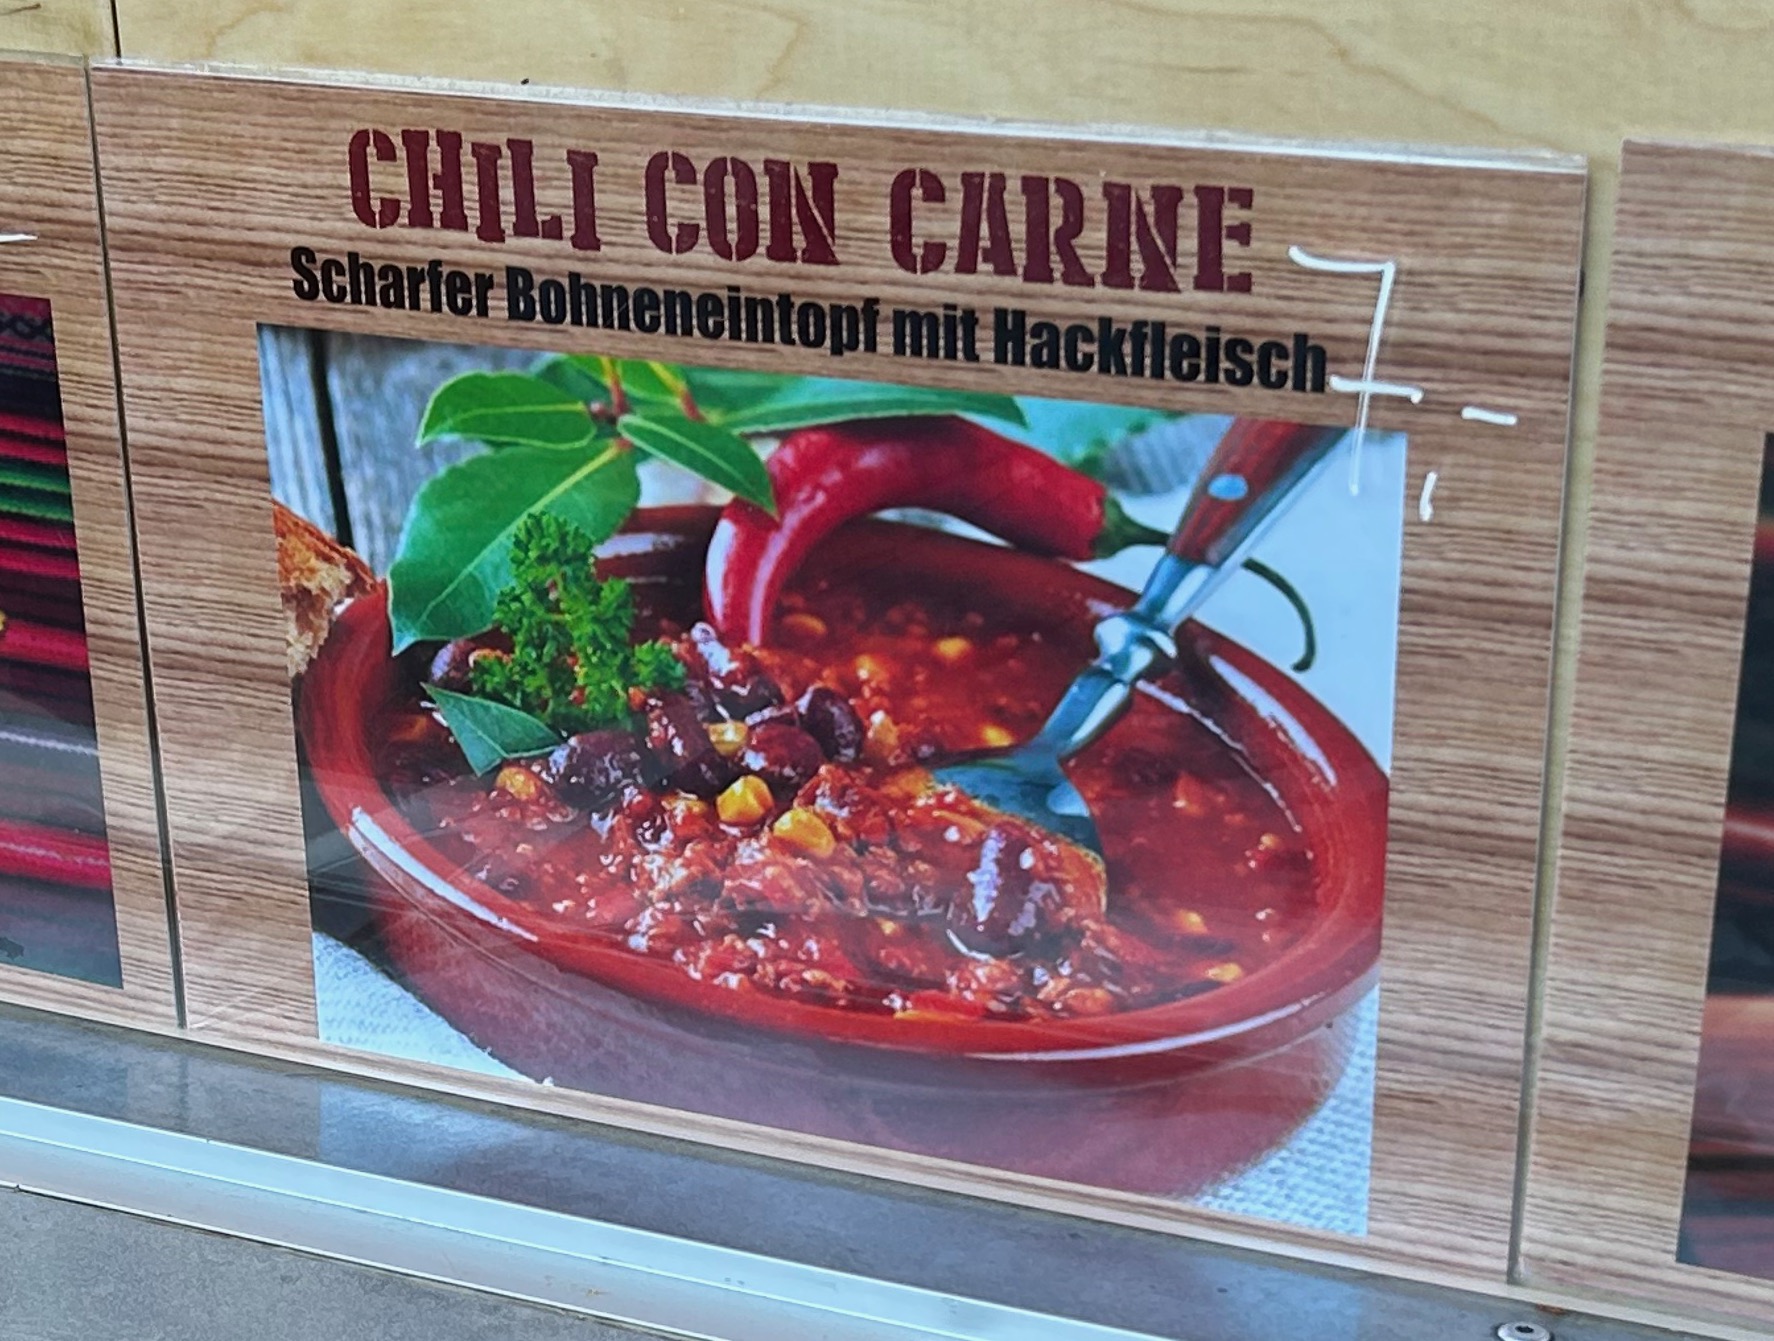 CHILI CON CARNE
Scharfer Bohneneintopf mit Hackfleisch
7,-